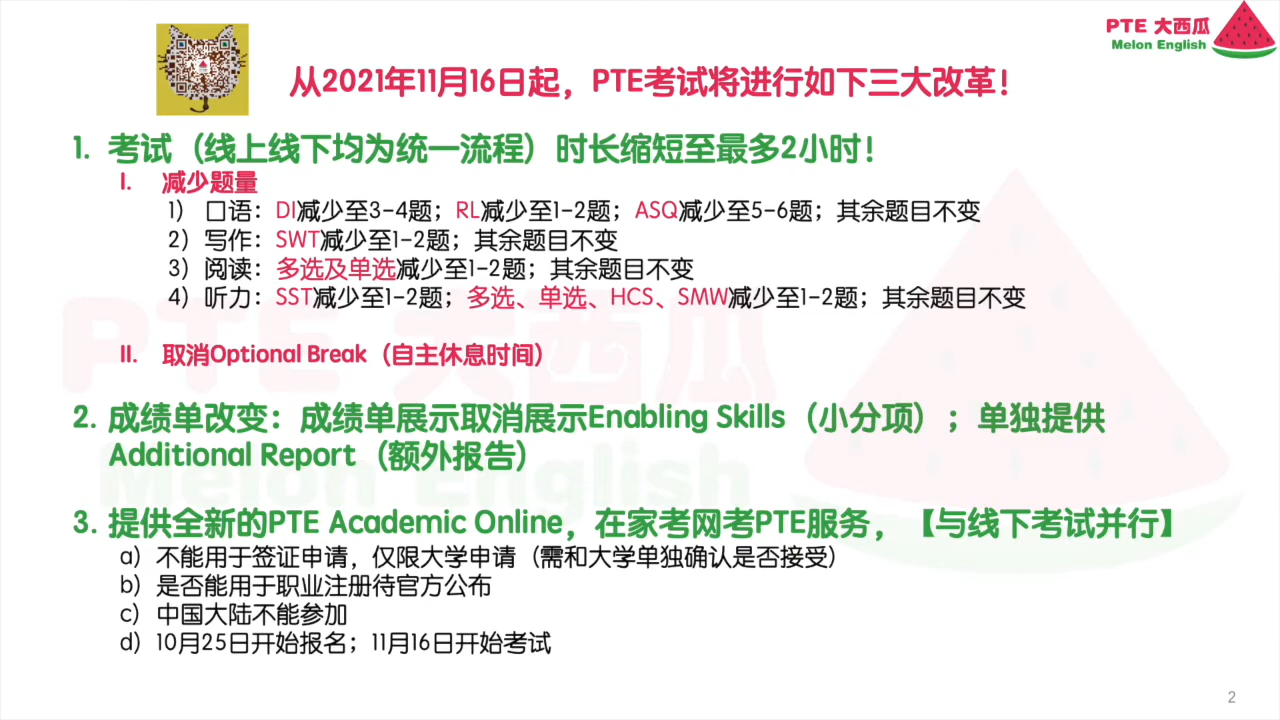 PTE 大西瓜
Melon English
从2021年11月16日起，PTE考试将进行如下三大改革！
1. 考试（线上线下均为统一流程）时长缩短至最多2小时！
I. 减少题量
1) 口语：DI减少至3-4题；RL减少至1-2题；ASQ减少至5-6题；其余题目不变
2) 写作：SWT减少至1-2题；其余题目不变
3) 阅读：多选及单选减少至1-2题；其余题目不变
4) 听力：SST减少至1-2题；多选、单选、HCS、SMW减少至1-2题；其余题目不变
II. 取消Optional Break（自主休息时间）
2. 成绩单改变：成绩单展示取消展示Enabling Skills（小分项）；单独提供
Additional Report（额外报告）
3. 提供全新的PTE Academic Online，在家考网考PTE服务，【与线下考试并行】
a) 不能用于签证申请，仅限大学申请（需和大学单独确认是否接受）
b) 是否能用于职业注册待官方公布
c) 中国大陆不能参加
d) 10月25日开始报名；11月16日开始考试
PTE 大西瓜
Melon English
2